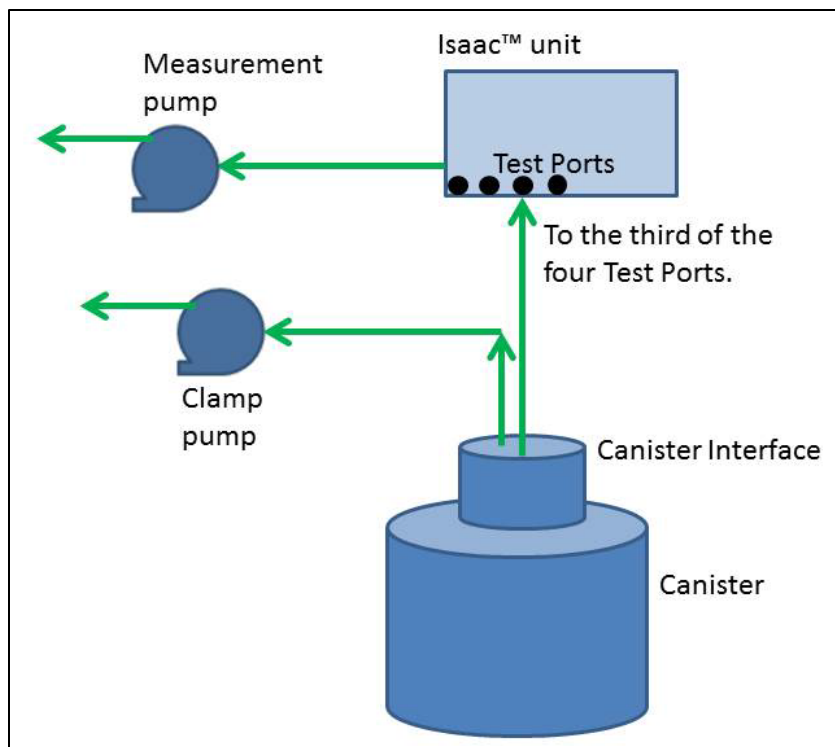 Isaac™ unit
Measurement
pump
Test Ports
To the third of the
four Test Ports.
Clamp
pump
Canister Interface
Canister